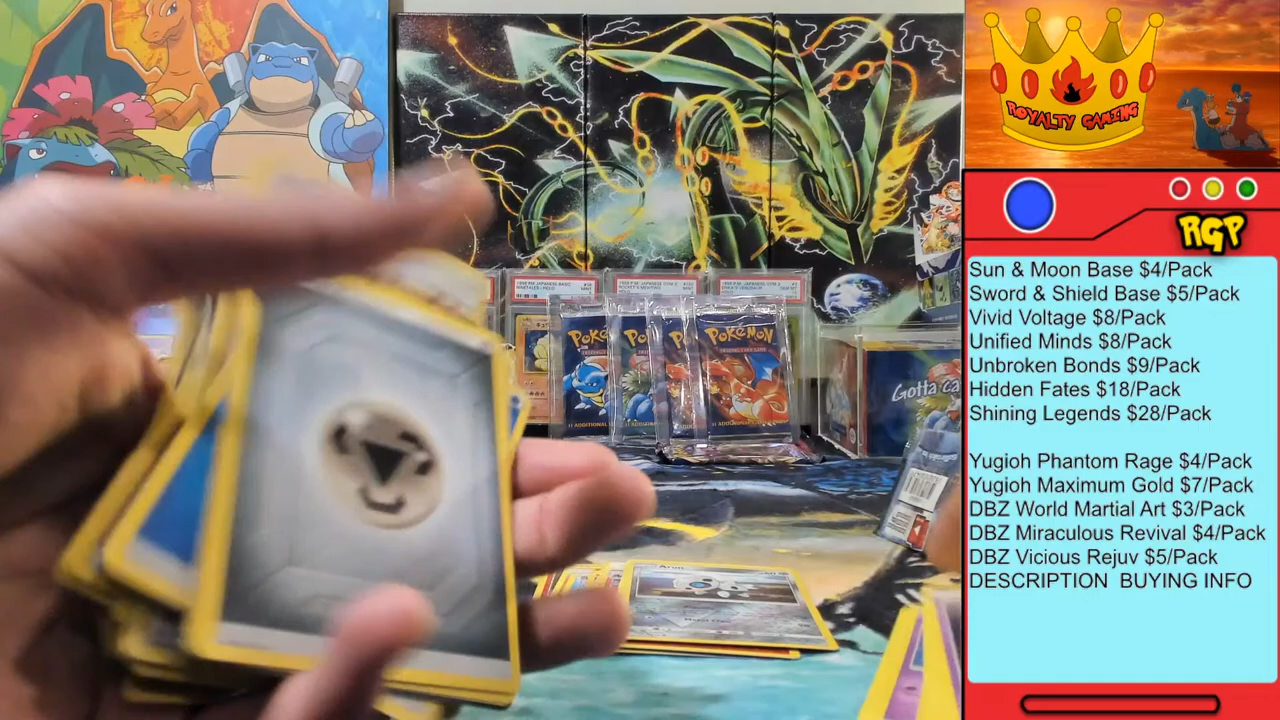 ROYALTY GAMING
RGP
Sun & Moon Base $4/Pack
Sword & Shield Base $5/Pack
Vivid Voltage $8/Pack
Unified Minds $8/Pack
Unbroken Bonds $9/Pack
Hidden Fates $18/Pack
Shining Legends $28/Pack
Yugioh Phantom Rage $4/Pack
Yugioh Maximum Gold $7/Pack
DBZ World Martial Art $3/Pack
DBZ Miraculous Revival $4/Pack
DBZ Vicious Rejuv $5/Pack
DESCRIPTION BUYING INFO
POKéMON
Gotta
Aron